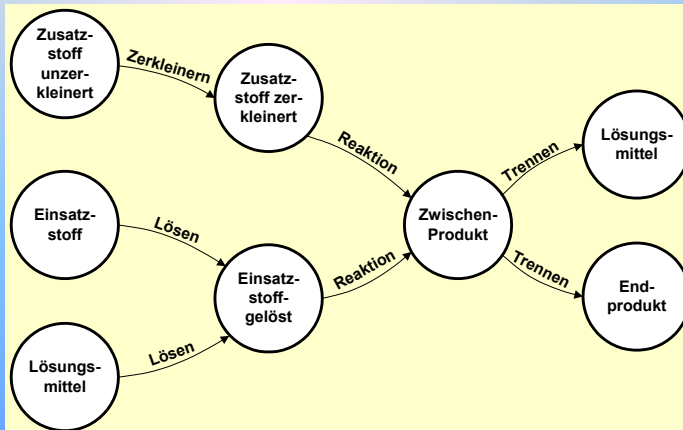 Zusatz-
stoff
unzer-
kleinert
Zerkleinern
Zusatz-
stoff zer-
kleinert
Reaktion
Einsatz-
stoff
Lösen
Einsatz-
stoff-
gelöst
Reaktion
Lösungs-
mittel
Lösen
Zwischen-
Produkt
Trennen
Lösungs-
mittel
Trennen
End-
produkt